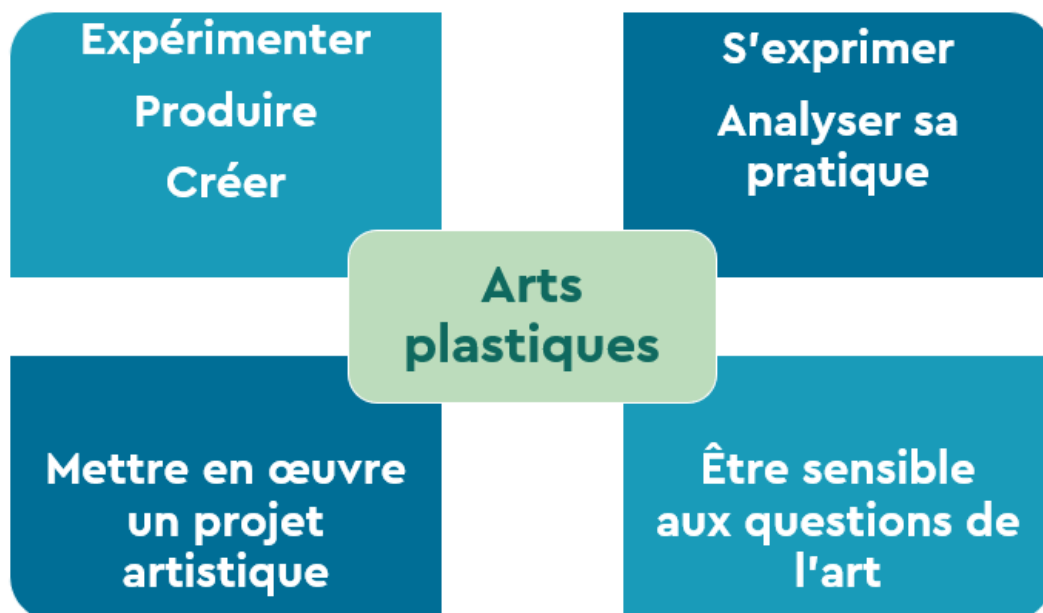 Expérimenter
Produire
Créer
S'exprimer
Analyser sa
pratique
Arts
plastiques
Mettre en œuvre
un projet
artistique
Être sensible
aux questions de
l'art